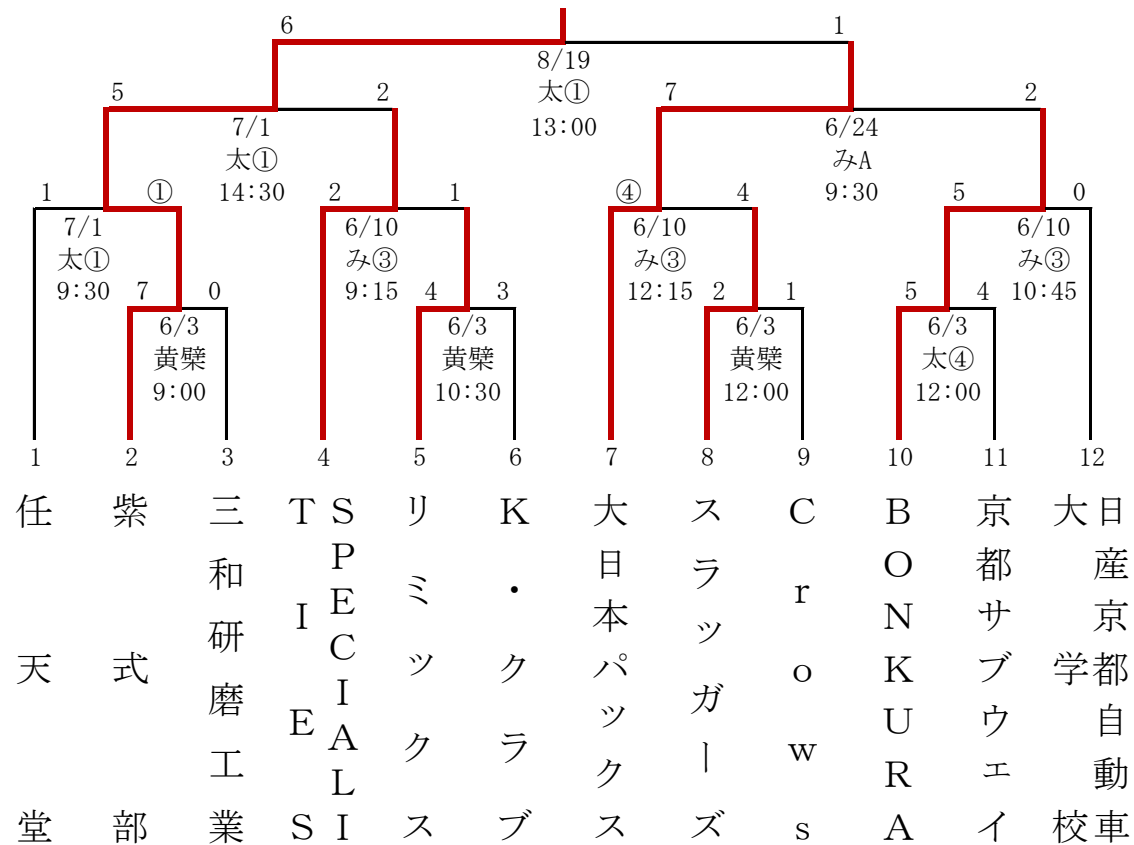 6 1
8/19
太①
13:00
5 2 7 2
7/1
太①
14:30
6/24
みA
9:30
1 ① 2 1 ④ 4 5 0
7/1
太①
9:30
6/10
み③
9:15
6/10
み③
12:15
6/10
み③
10:45
7 0 4 3 2 1 5 4
6/3
黄檗
9:00
6/3
黄檗
10:30
6/3
黄檗
12:00
6/3
太④
12:00
1 2 3 4 5 6 7 8 9 10 11 12
任天堂
紫式部
三和研磨工業
SPECIALI
TIES
リミックス
K・クラブ
大日本パックス
スラッガーズ
Crows
BONKURA
京都サブウェイ
日産京都自動車
大学校